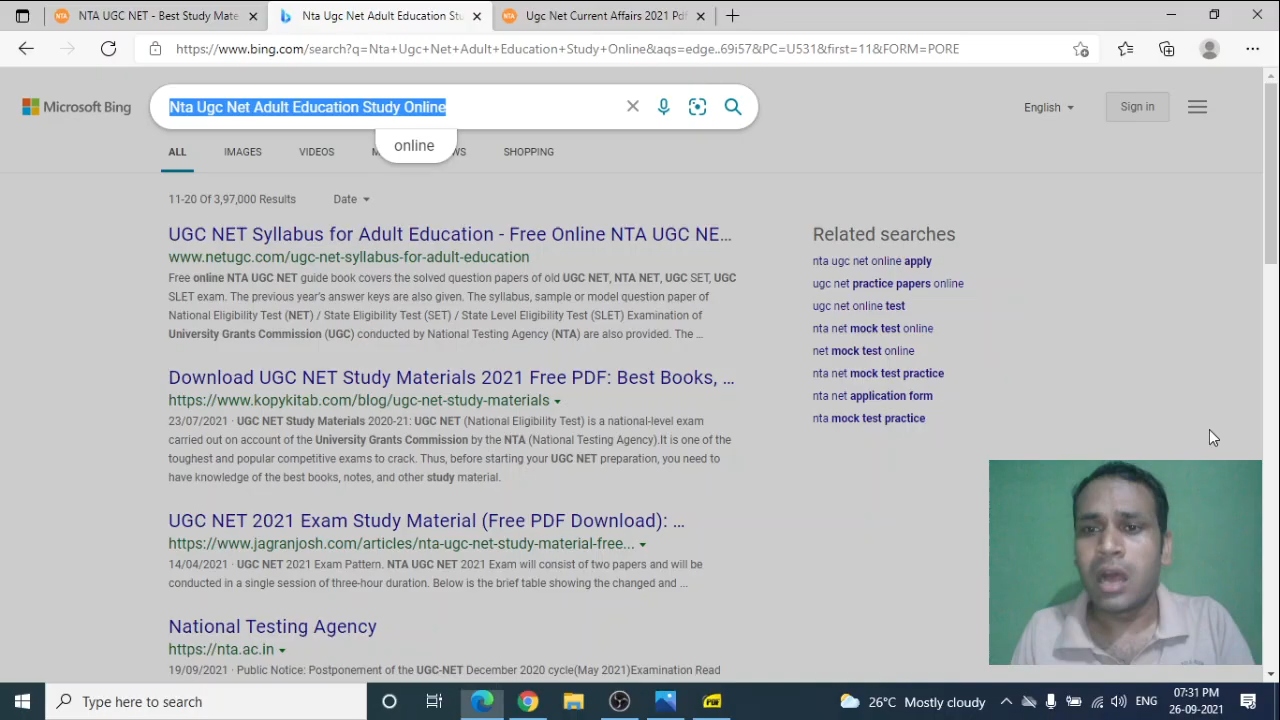 NTA UGC NET - Best Study Mate
Nta Ugc Net Adult Education Stu
Ugc Net Current Affairs 2021 Pdf
https://www.bing.com/search?q=Nta+Ugc+Net+Adult+Education+Study+Online&aqs=edge..69i57&PC=U531&first=11&FORM=PORE
Microsoft Bing
Nta Ugc Net Adult Education Study Online
English
Sign in
online
ALL IMAGES VIDEOS M WS SHOPPING
11-20 Of 3,97,000 Results
Date
UGC NET Syllabus for Adult Education - Free Online NTA UGC NE...
www.netugc.com/ugc-net-syllabus-for-adult-education
Free online NTA UGC NET guide book covers the solved question papers of old UGC NET, NTA NET, UGC SET, UGC
SLET exam. The previous year's answer keys are also given. The syllabus, sample or model question paper of
National Eligibility Test (NET) / State Eligibility Test (SET) / State Level Eligibility Test (SLET) Examination of
University Grants Commission (UGC) conducted by National Testing Agency (NTA) are also provided. The ...
Download UGC NET Study Materials 2021 Free PDF: Best Books, ...
https://www.kopykitab.com/blog/ugc-net-study-materials
23/07/2021 · UGC NET Study Materials 2020-21: UGC NET (National Eligibility Test) is a national-level exam
carried out on account of the University Grants Commission by the NTA (National Testing Agency).It is one of the
toughest and popular competitive exams to crack. Thus, before starting your UGC NET preparation, you need to
have knowledge of the best books, notes, and other study material.
UGC NET 2021 Exam Study Material (Free PDF Download): ...
https://www.jagranjosh.com/articles/nta-ugc-net-study-material-free...
14/04/2021 · UGC NET 2021 Exam Pattern. NTA UGC NET 2021 Exam will consist of two papers and will be
conducted in a single session of three-hour duration. Below is the brief table showing the changed and ...
National Testing Agency
https://nta.ac.in
19/09/2021 · Public Notice: Postponement of the UGC-NET December 2020 cycle(May 2021)Examination Read
Related searches
nta ugc net online apply
ugc net practice papers online
ugc net online test
nta net mock test online
net mock test online
nta net mock test practice
nta net application form
nta mock test practice
Type here to search
26°C Mostly cloudy
ENG
07:31 PM
26-09-2021